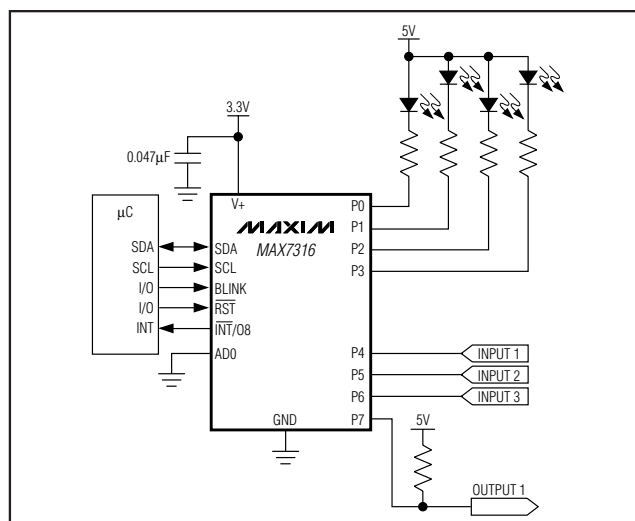 5V
3.3V
0.047µF
µC
V+
P0
MAXIM
P1
MAX7316
P2
SDA
SDA
P3
SCL
SCL
I/O
BLINK
I/O
RST
INT
INT/O8
AD0
P4
INPUT 1
P5
INPUT 2
P6
INPUT 3
GND
P7
5V
OUTPUT 1